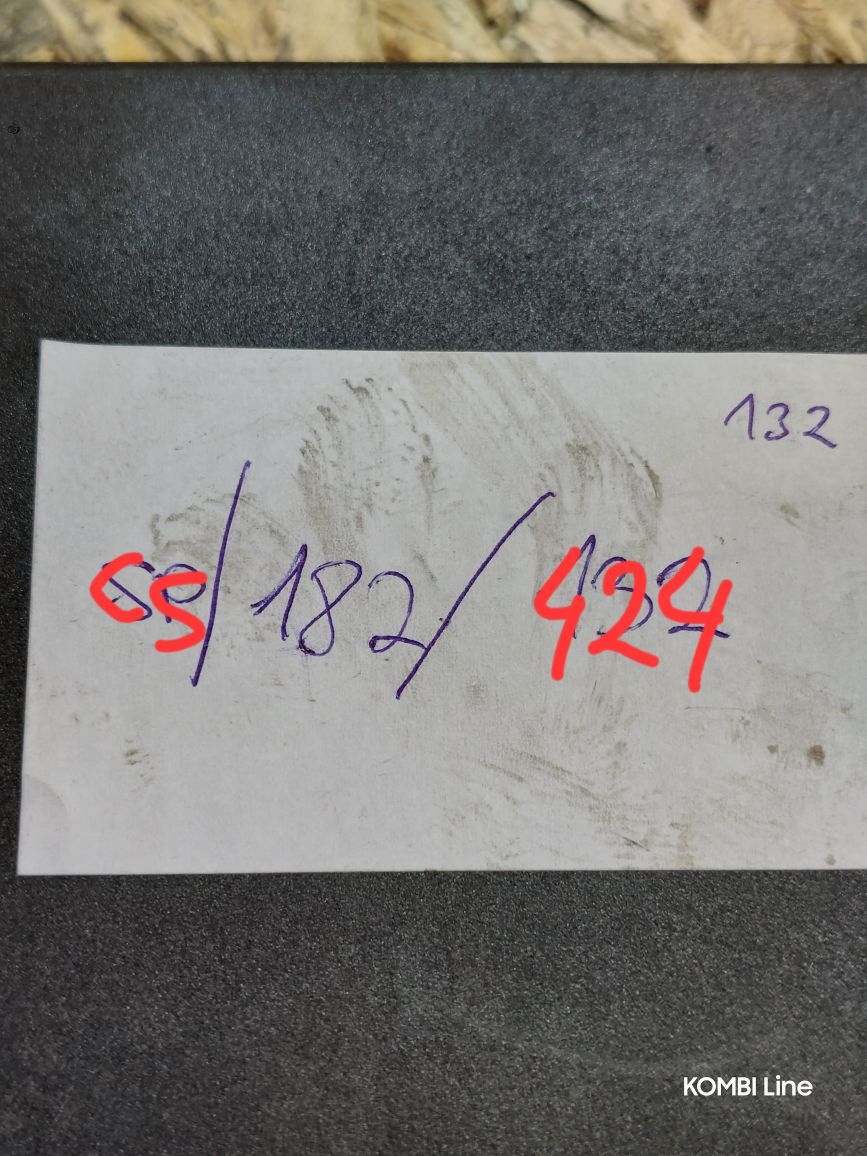 132
CS/182/424
KOMBI Line